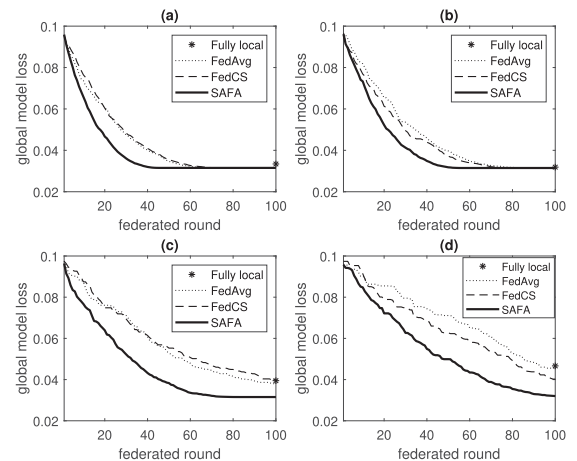 (a)
0.1
0.08
0.06
0.04
0.02
global model loss
20 40 60 80 100
federated round
Fully local
FedAvg
FedCS
SAFA
(b)
0.1
0.08
0.06
0.04
0.02
global model loss
20 40 60 80 100
federated round
Fully local
FedAvg
FedCS
SAFA
(c)
0.1
0.08
0.06
0.04
0.02
global model loss
20 40 60 80 100
federated round
Fully local
FedAvg
FedCS
SAFA
(d)
0.1
0.08
0.06
0.04
0.02
global model loss
20 40 60 80 100
federated round
Fully local
FedAvg
FedCS
SAFA